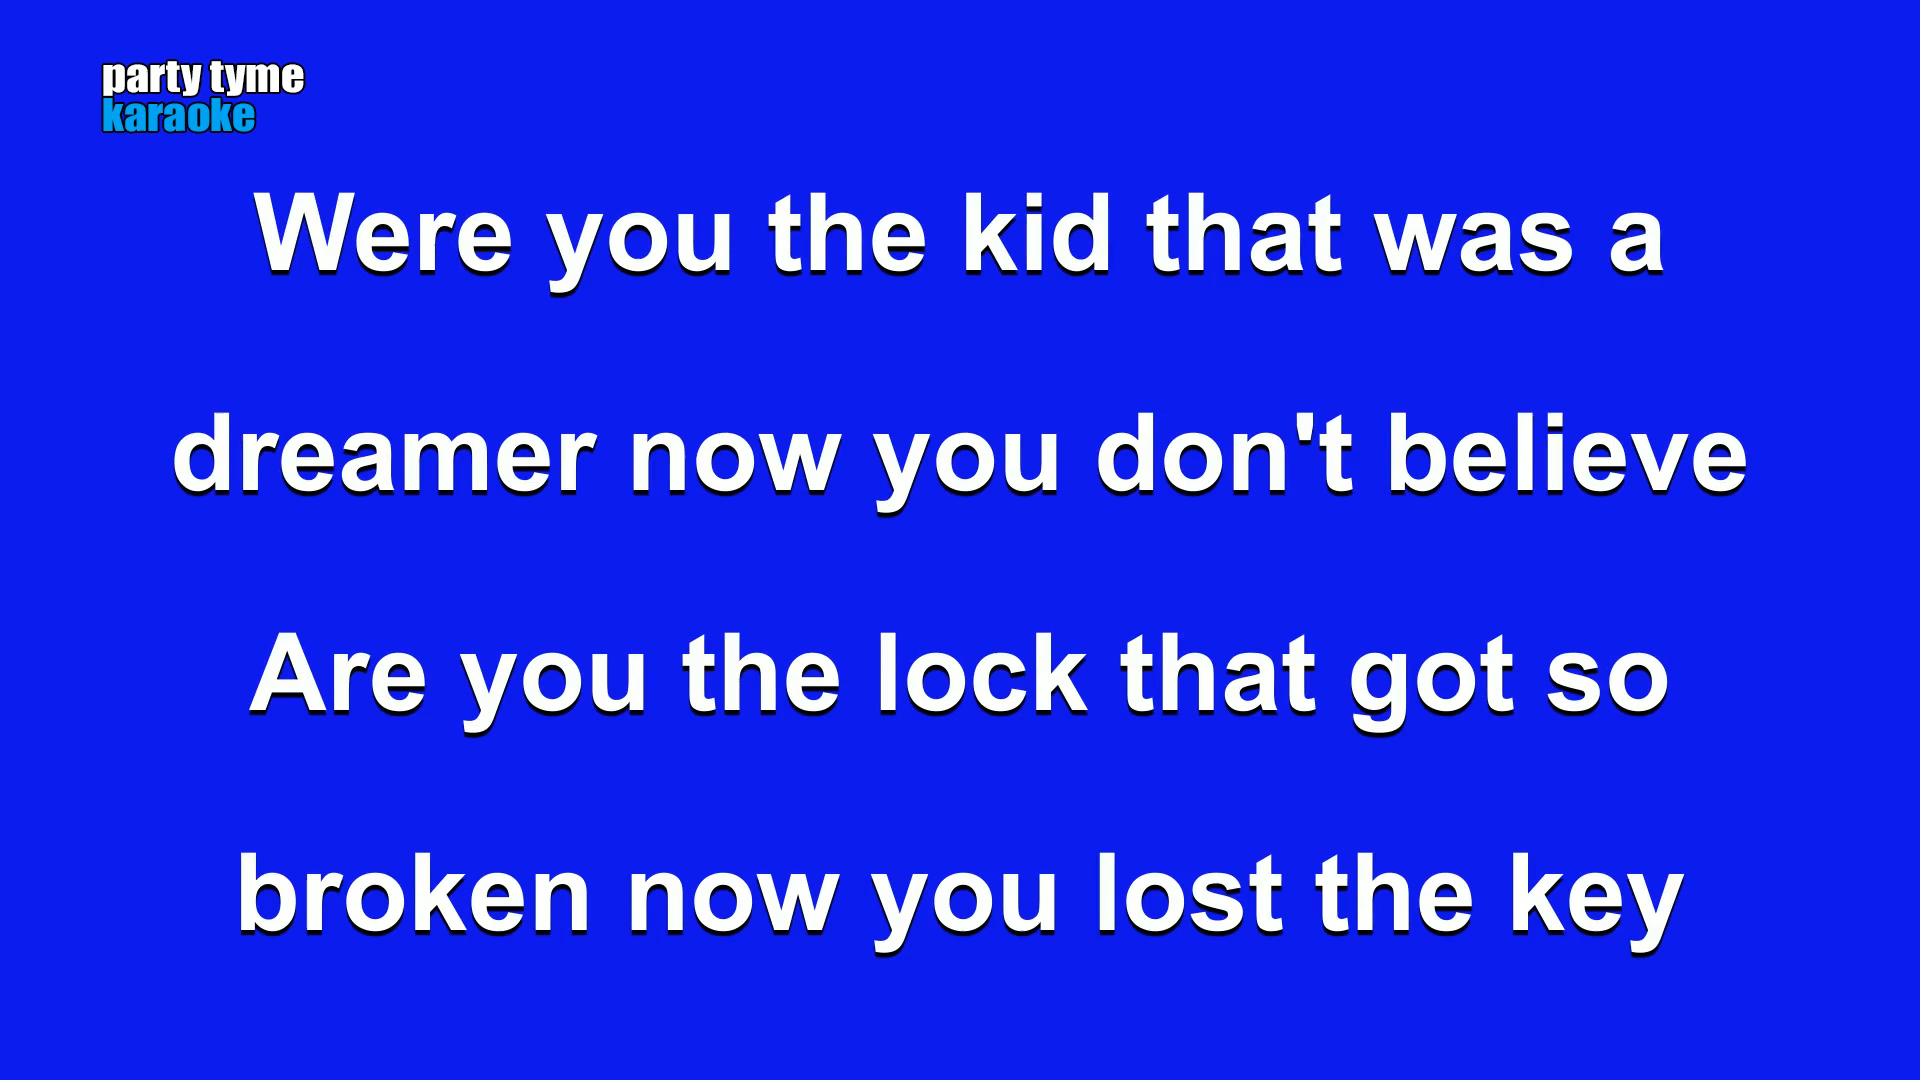 party tyme
karaoke
Were you the kid that was a
dreamer now you don't believe
Are you the lock that got so
broken now you lost the key